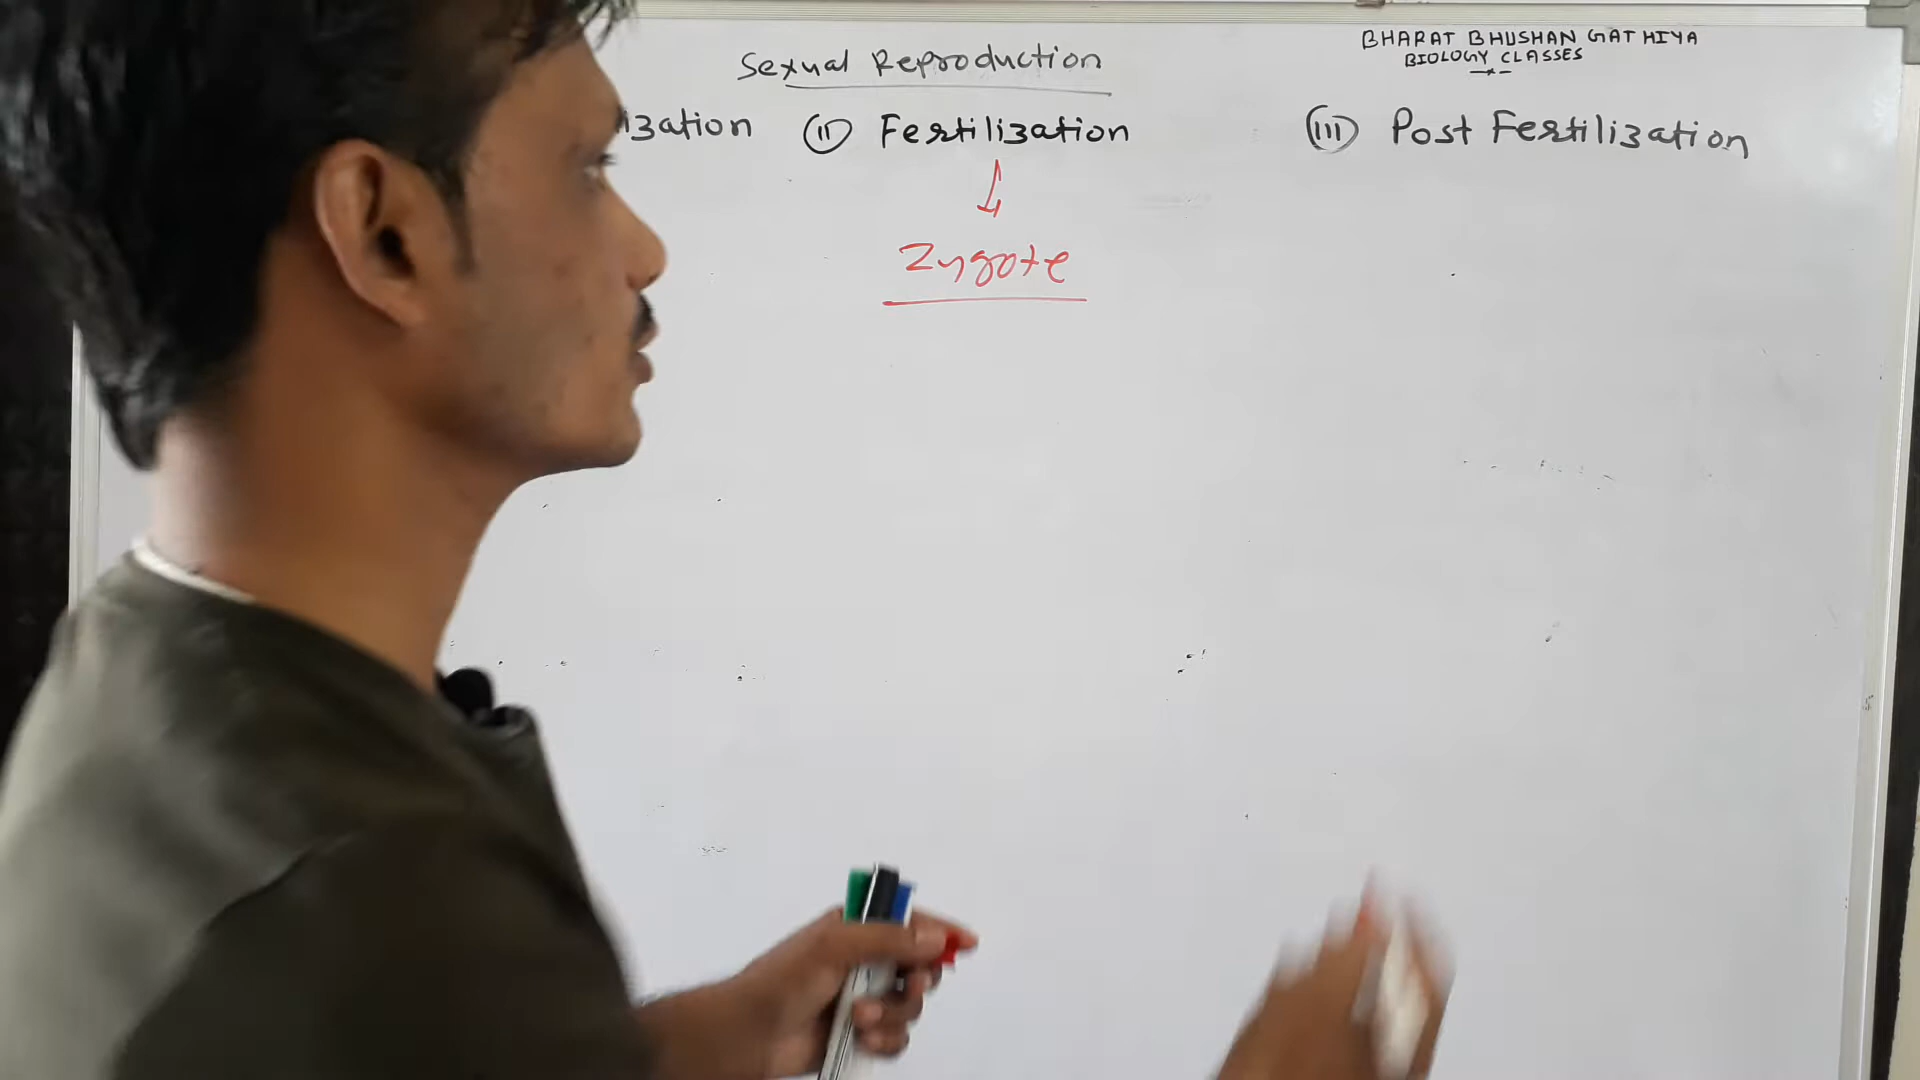 Sexual Reproduction
BHARAT BHUSHAN GATHIYA
BIOLOGY CLASSES
ization
(II) Fertilization
(III) Post Fertilization
Zygote